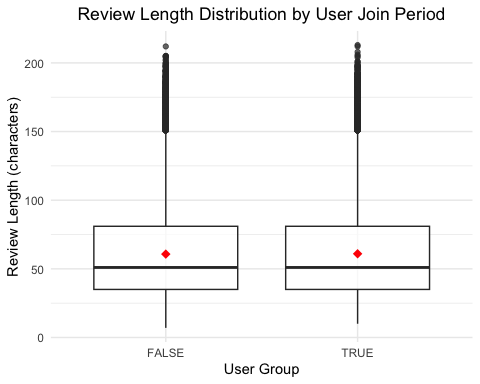 Review Length Distribution by User Join Period
Review Length (characters)
200
150
100
50
0
FALSE
TRUE
User Group